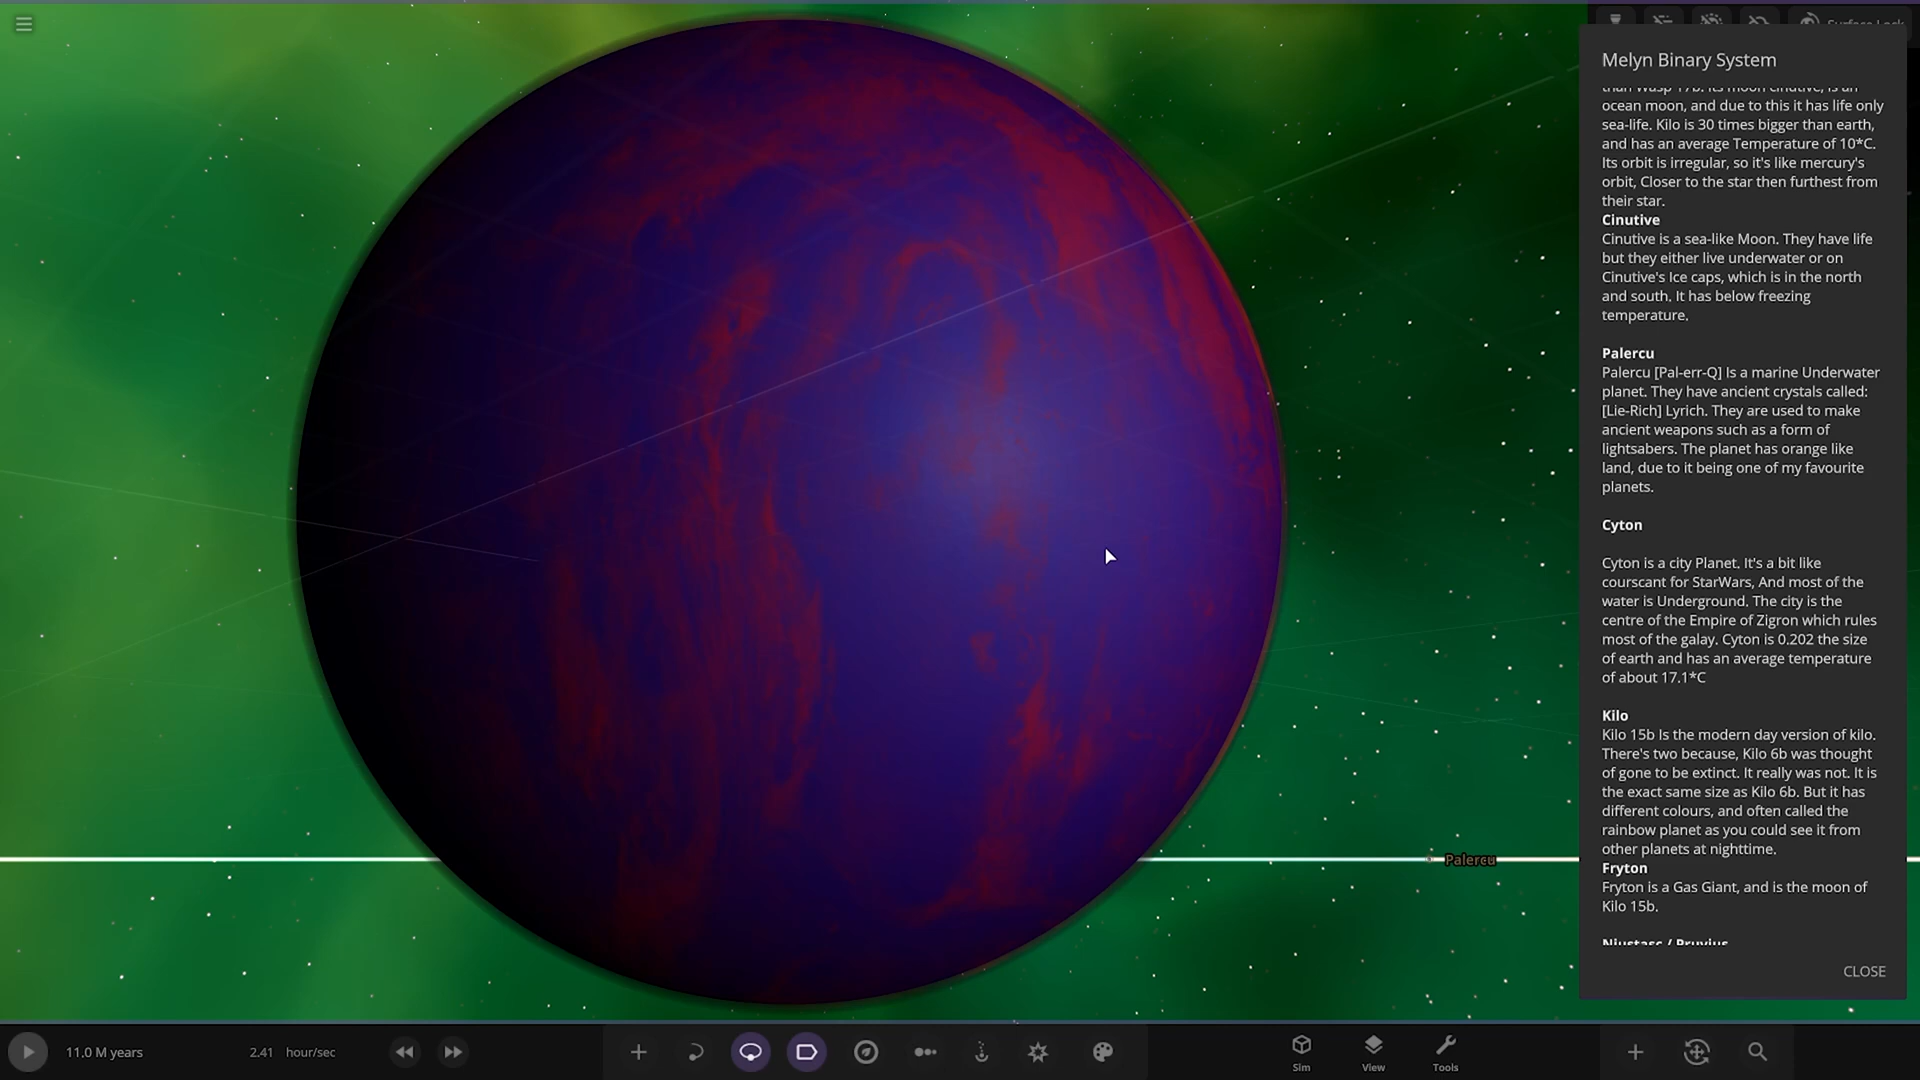 Surface Lock
Melyn Binary System
than Wasp 17b. Its moon Cinutive, is an
ocean moon, and due to this it has life only
sea-life. Kilo is 30 times bigger than earth,
and has an average Temperature of 10*C.
Its orbit is irregular, so it's like mercury's
orbit, Closer to the star then furthest from
their star.
Cinutive
Cinutive is a sea-like Moon. They have life
but they either live underwater or on
Cinutive's Ice caps, which is in the north
and south. It has below freezing
temperature.
Palercu
Palercu [Pal-err-Q] Is a marine Underwater
planet. They have ancient crystals called:
[Lie-Rich] Lyrich. They are used to make
ancient weapons such as a form of
lightsabers. The planet has orange like
land, due to it being one of my favourite
planets.
Cyton
Cyton is a city Planet. It's a bit like
courscant for StarWars, And most of the
water is Underground. The city is the
centre of the Empire of Zigron which rules
most of the galay. Cyton is 0.202 the size
of earth and has an average temperature
of about 17.1*C
Kilo
Kilo 15b Is the modern day version of kilo.
There's two because, Kilo 6b was thought
of gone to be extinct. It really was not. It is
the exact same size as Kilo 6b. But it has
different colours, and often called the
rainbow planet as you could see it from
other planets at nighttime.
Fryton
Fryton is a Gas Giant, and is the moon of
Kilo 15b.
CLOSE
Palercu
11.0 M years
2.41 hour/sec
Sim
View
Tools